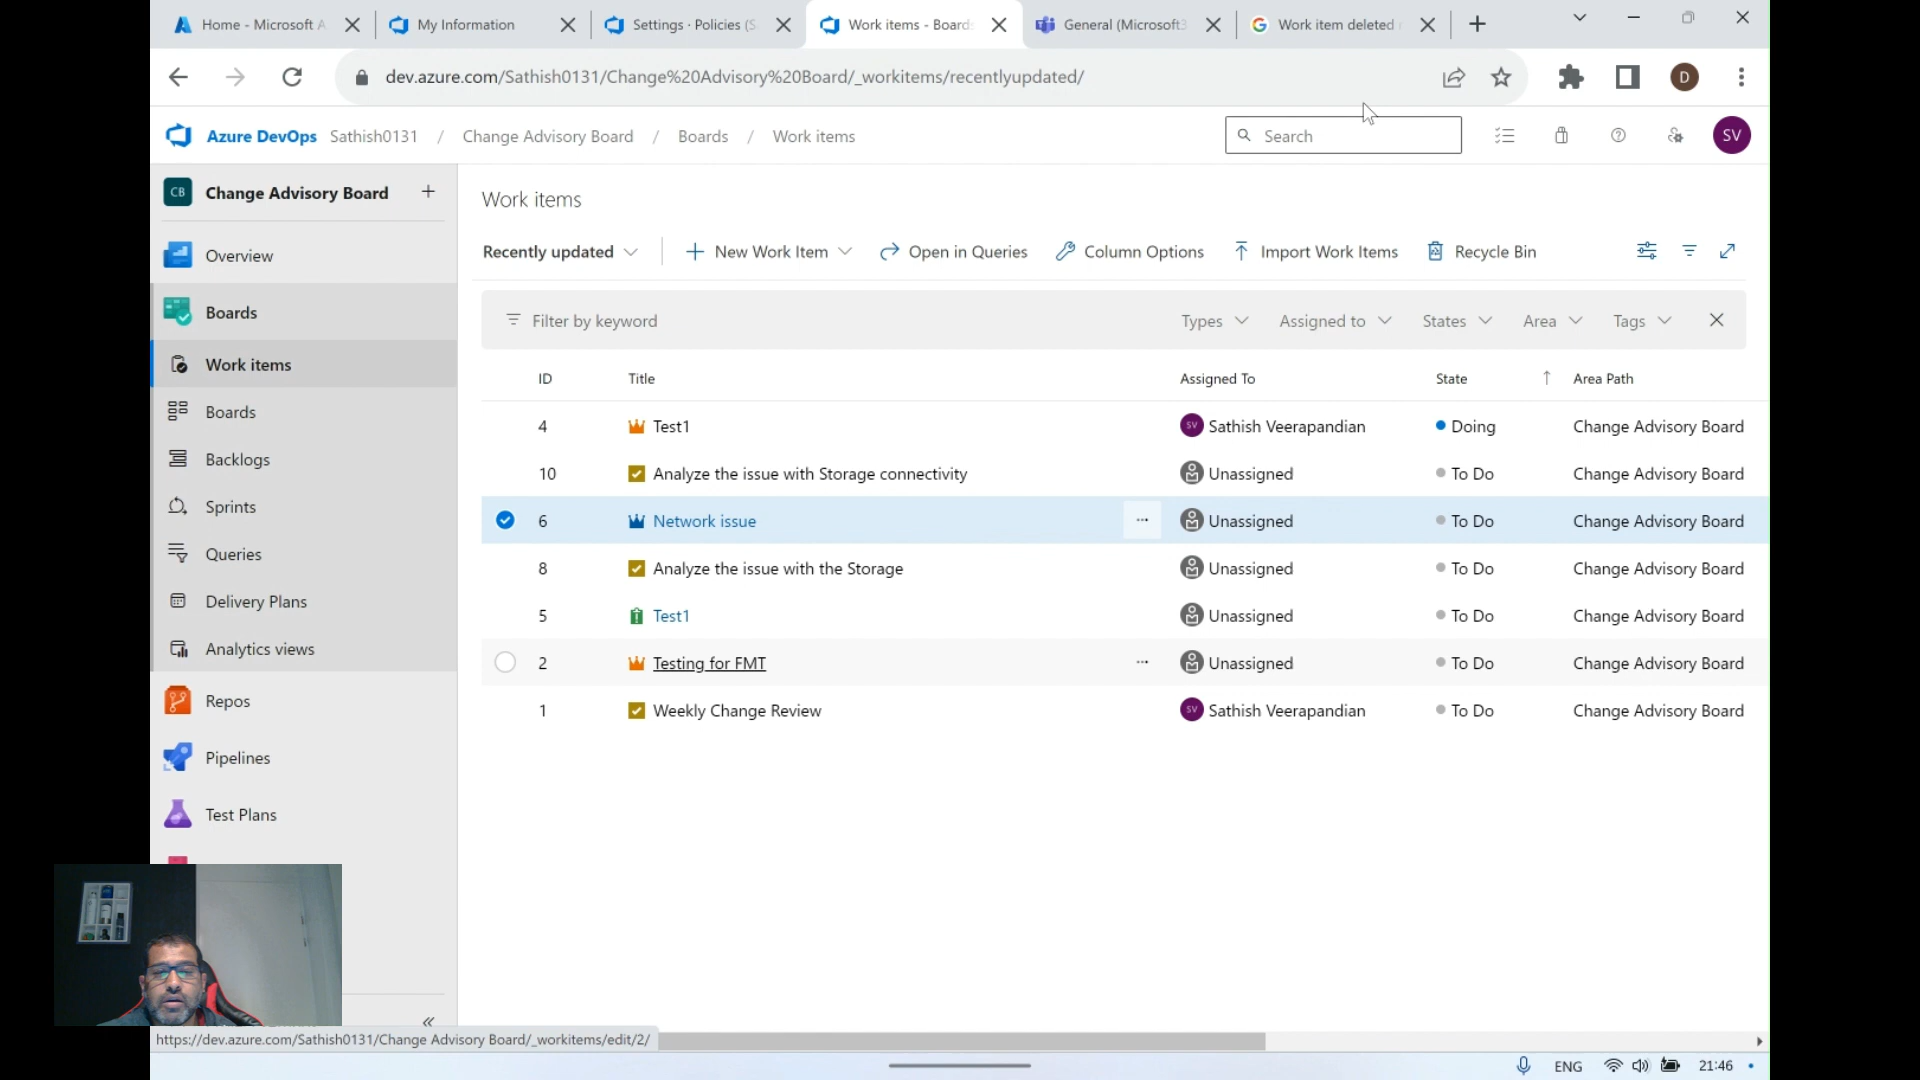 Home - Microsoft A
My Information
Settings · Policies (S
Work items - Boards
General (Microsoft3
Work item deleted
dev.azure.com/Sathish0131/Change%20Advisory%20Board/_workitems/recentlyupdated/
D
Azure DevOps Sathish0131 / Change Advisory Board / Boards / Work items
Search
SV
CB Change Advisory Board
Overview
Boards
Work items
Boards
Backlogs
Sprints
Queries
Delivery Plans
Analytics views
Repos
Pipelines
Test Plans
Work items
Recently updated
New Work Item
Open in Queries
Column Options
Import Work Items
Recycle Bin
Filter by keyword
Types
Assigned to
States
Area
Tags
ID Title Assigned To State Area Path
4 Test1 SV Sathish Veerapandian Doing Change Advisory Board
10 Analyze the issue with Storage connectivity Unassigned To Do Change Advisory Board
6 Network issue Unassigned To Do Change Advisory Board
8 Analyze the issue with the Storage Unassigned To Do Change Advisory Board
5 Test1 Unassigned To Do Change Advisory Board
2 Testing for FMT Unassigned To Do Change Advisory Board
1 Weekly Change Review SV Sathish Veerapandian To Do Change Advisory Board
https://dev.azure.com/Sathish0131/Change Advisory Board/_workitems/edit/2/
ENG
21:46